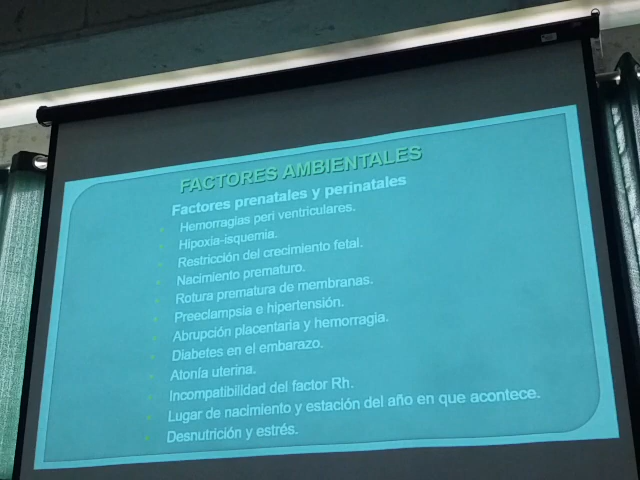 FACTORES AMBIENTALES
Factores prenatales y perinatales
Hemorragias peri ventriculares.
Hipoxia-isquemia.
Restricción del crecimiento fetal.
Nacimiento prematuro.
Rotura prematura de membranas.
Preeclampsia e hipertensión.
Abrupción placentaria y hemorragia.
Diabetes en el embarazo.
Atonía uterina.
Incompatibilidad del factor Rh.
Lugar de nacimiento y estación del año en que acontece.
Desnutrición y estrés.